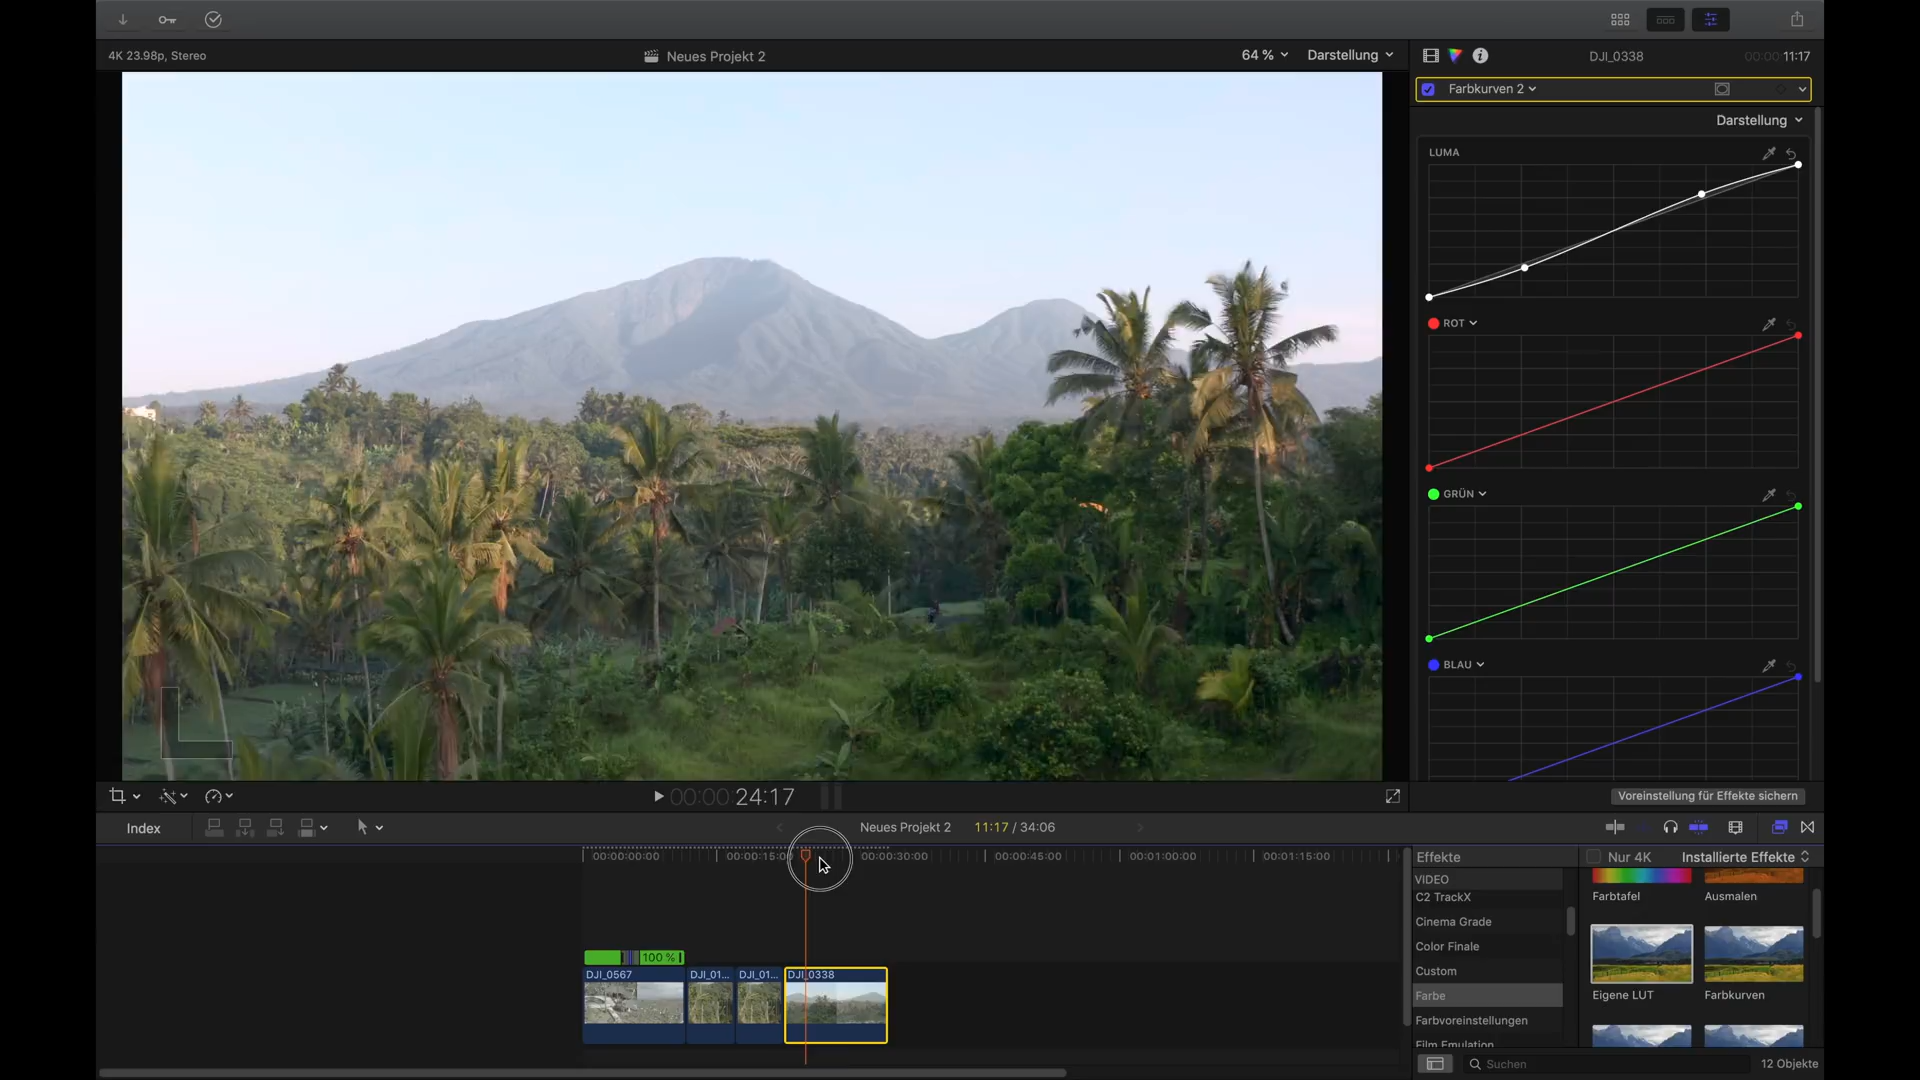 4K 23.98p, Stereo
Neues Projekt 2
64 %
Darstellung
DJI_0338
00:00:11:17
Farbkurven 2
Darstellung
LUMA
ROT
GRÜN
BLAU
Voreinstellung für Effekte sichern
00:00:24:17
Index
Neues Projekt 2
11:17 / 34:06
00:00:00:00
00:00:15:00
00:00:30:00
00:00:45:00
00:01:00:00
00:01:15:00
100 %
DJI_0567
DJI_01...
DJI_01...
DJI_0338
Effekte
Nur 4K
Installierte Effekte
VIDEO
C2 TrackX
Cinema Grade
Color Finale
Custom
Farbe
Farbvoreinstellungen
Film Emulation
Farbtafel
Ausmalen
Eigene LUT
Farbkurven
Suchen
12 Objekte